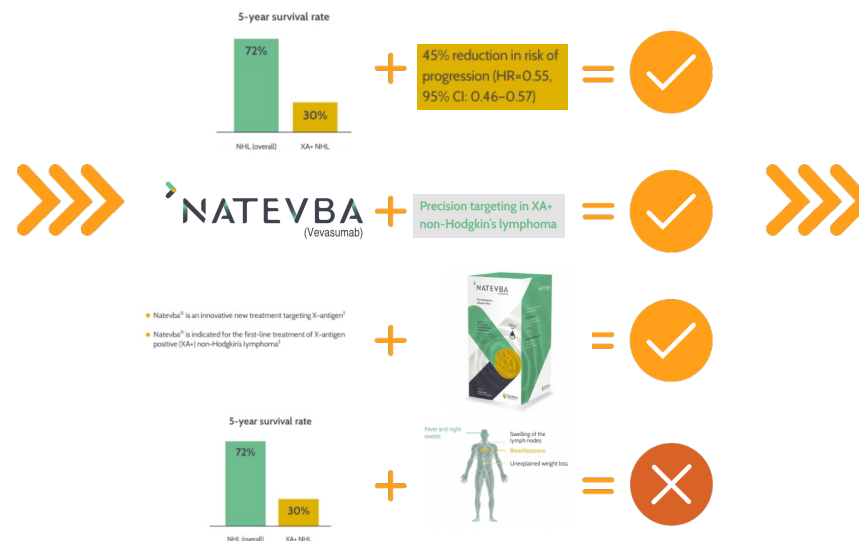 5-year survival rate
72%
30%
NHL (overall) XA+ NHL
45% reduction in risk of
progression (HR=0.55,
95% CI: 0.46–0.57)
NATEVBA
(Vevasumab)
Precision targeting in XA+
non-Hodgkin's lymphoma
Natevba® is an innovative new treatment targeting X-antigen¹
Natevba® is indicated for the first-line treatment of X-antigen
positive (XA+) non-Hodgkin's lymphoma¹
NATEVBA
5-year survival rate
72%
30%
NHL (overall) XA+ NHL
Fever and night
sweats
Swelling of the
lymph nodes
Breathlessness
Unexplained weight loss